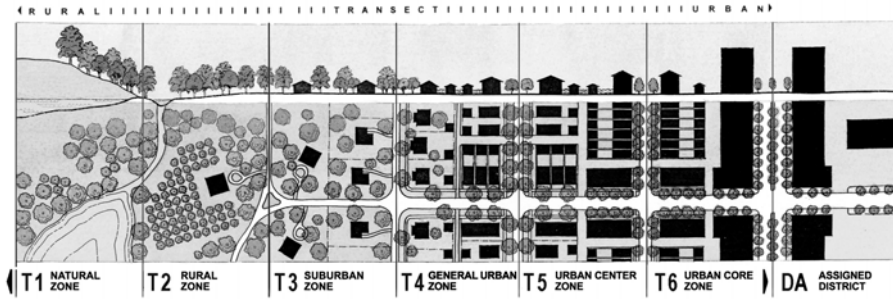 RURAL TRANSECT URBAN
T1 NATURAL ZONE
T2 RURAL ZONE
T3 SUBURBAN ZONE
T4 GENERAL URBAN ZONE
T5 URBAN CENTER ZONE
T6 URBAN CORE ZONE
DA ASSIGNED DISTRICT